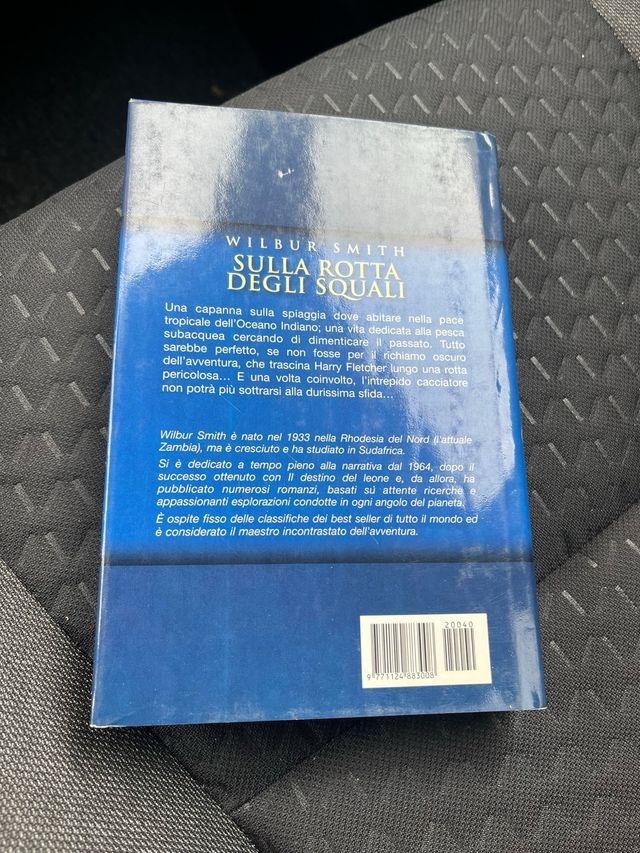 WILBUR SMITH
SULLA ROTTA
DEGLI SQUALI
Una capanna sulla spiaggia dove abitare nella pace
tropicale dell'Oceano Indiano; una vita dedicata alla pesca
subacquea cercando di dimenticare il passato. Tutto
sarebbe perfetto, se non fosse per il richiamo oscuro
dell'avventura, che trascina Harry Fletcher lungo una rotta
pericolosa... E una volta coinvolto, l'intrepido cacciatore
non potrà più sottrarsi alla durissima sfida...
Wilbur Smith è nato nel 1933 nella Rhodesia del Nord (l'attuale
Zambia), ma è cresciuto e ha studiato in Sudafrica.
Si è dedicato a tempo pieno alla narrativa dal 1964, dopo il
successo ottenuto con Il destino del leone e, da allora, ha
pubblicato numerosi romanzi, basati su attente ricerche e
appassionanti esplorazioni condotte in ogni angolo del pianeta.
È ospite fisso delle classifiche dei best seller di tutto il mondo ed
è considerato il maestro incontrastato dell'avventura.
20040
9 771124 883008